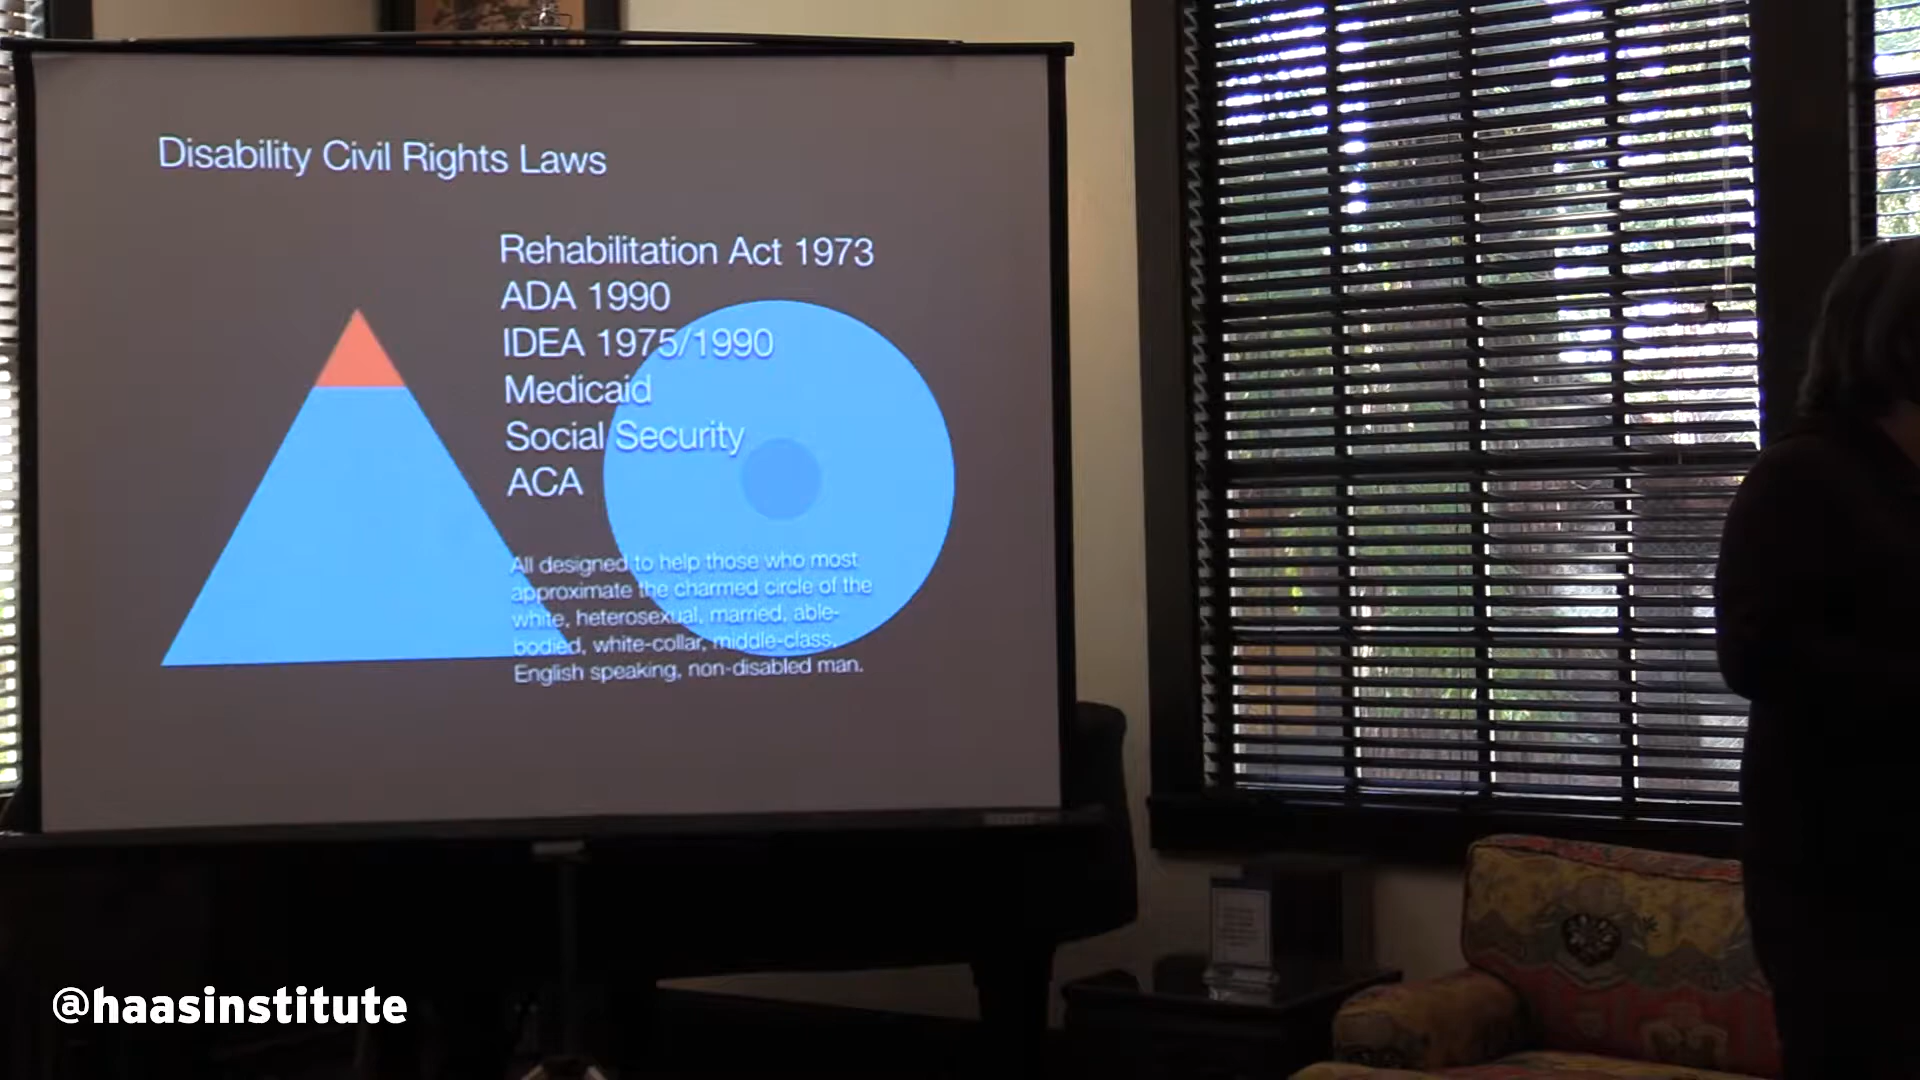 Disability Civil Rights Laws
Rehabilitation Act 1973
ADA 1990
IDEA 1975/1990
Medicaid
Social Security
ACA
All designed to help those who most
approximate the charmed circle of the
white, heterosexual, married, able-
bodied, white-collar, middle-class,
English speaking, non-disabled man.
@haasinstitute